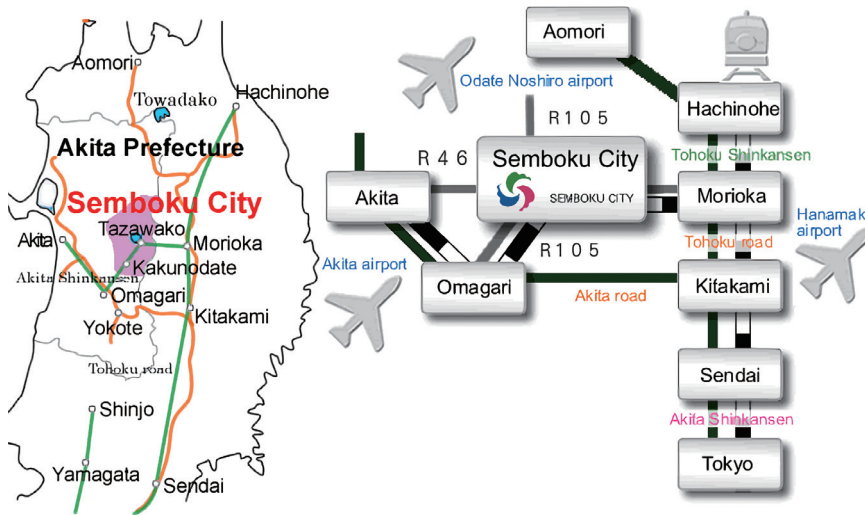 Aomori
Hachinohe
Towadako
Akita Prefecture
Semboku City
Tazawako
Akita
Morioka
Kakunodate
Akita Shinkansen
Omagari
Yokote
Kitakami
Tohoku road
Shinjo
Yamagata
Sendai
Aomori
Odate Noshiro airport
Hachinohe
R105
Tohoku Shinkansen
R46
Semboku City
SEMBOKU CITY
Akita
Morioka
Hanamak
airport
R105
Tohoku road
Akita airport
Omagari
Akita road
Kitakami
Sendai
Akita Shinkansen
Tokyo